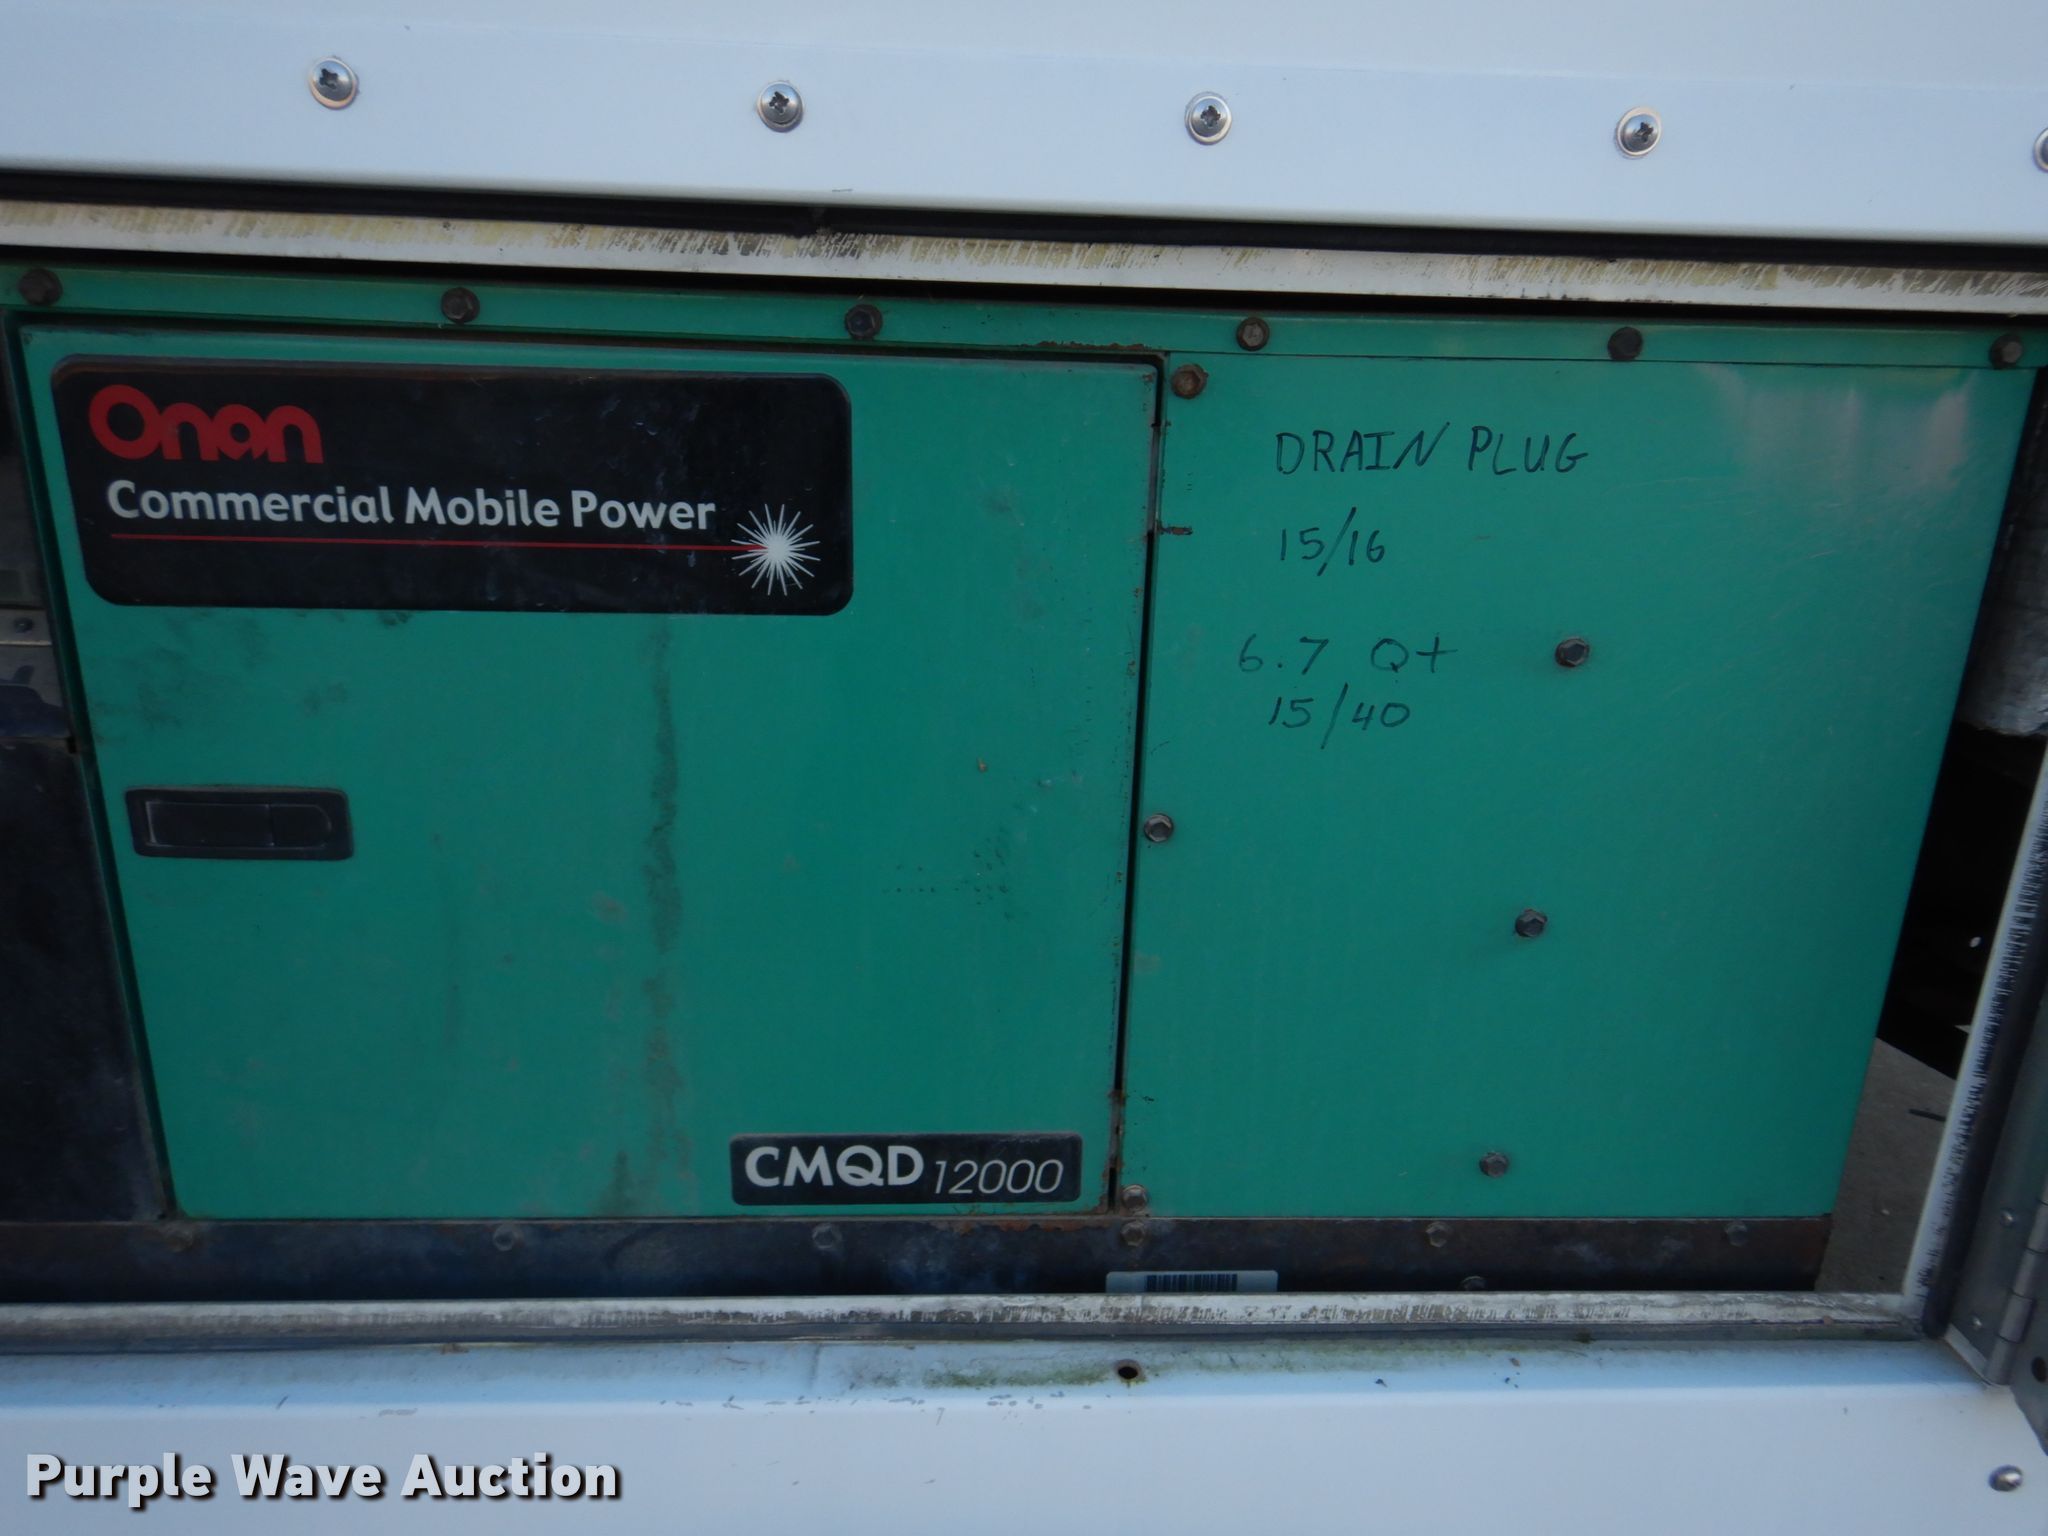 Onan
Commercial Mobile Power
DRAIN PLUG
15/16
6.7 Qt
15/40
CMQD 12000
Purple Wave Auction